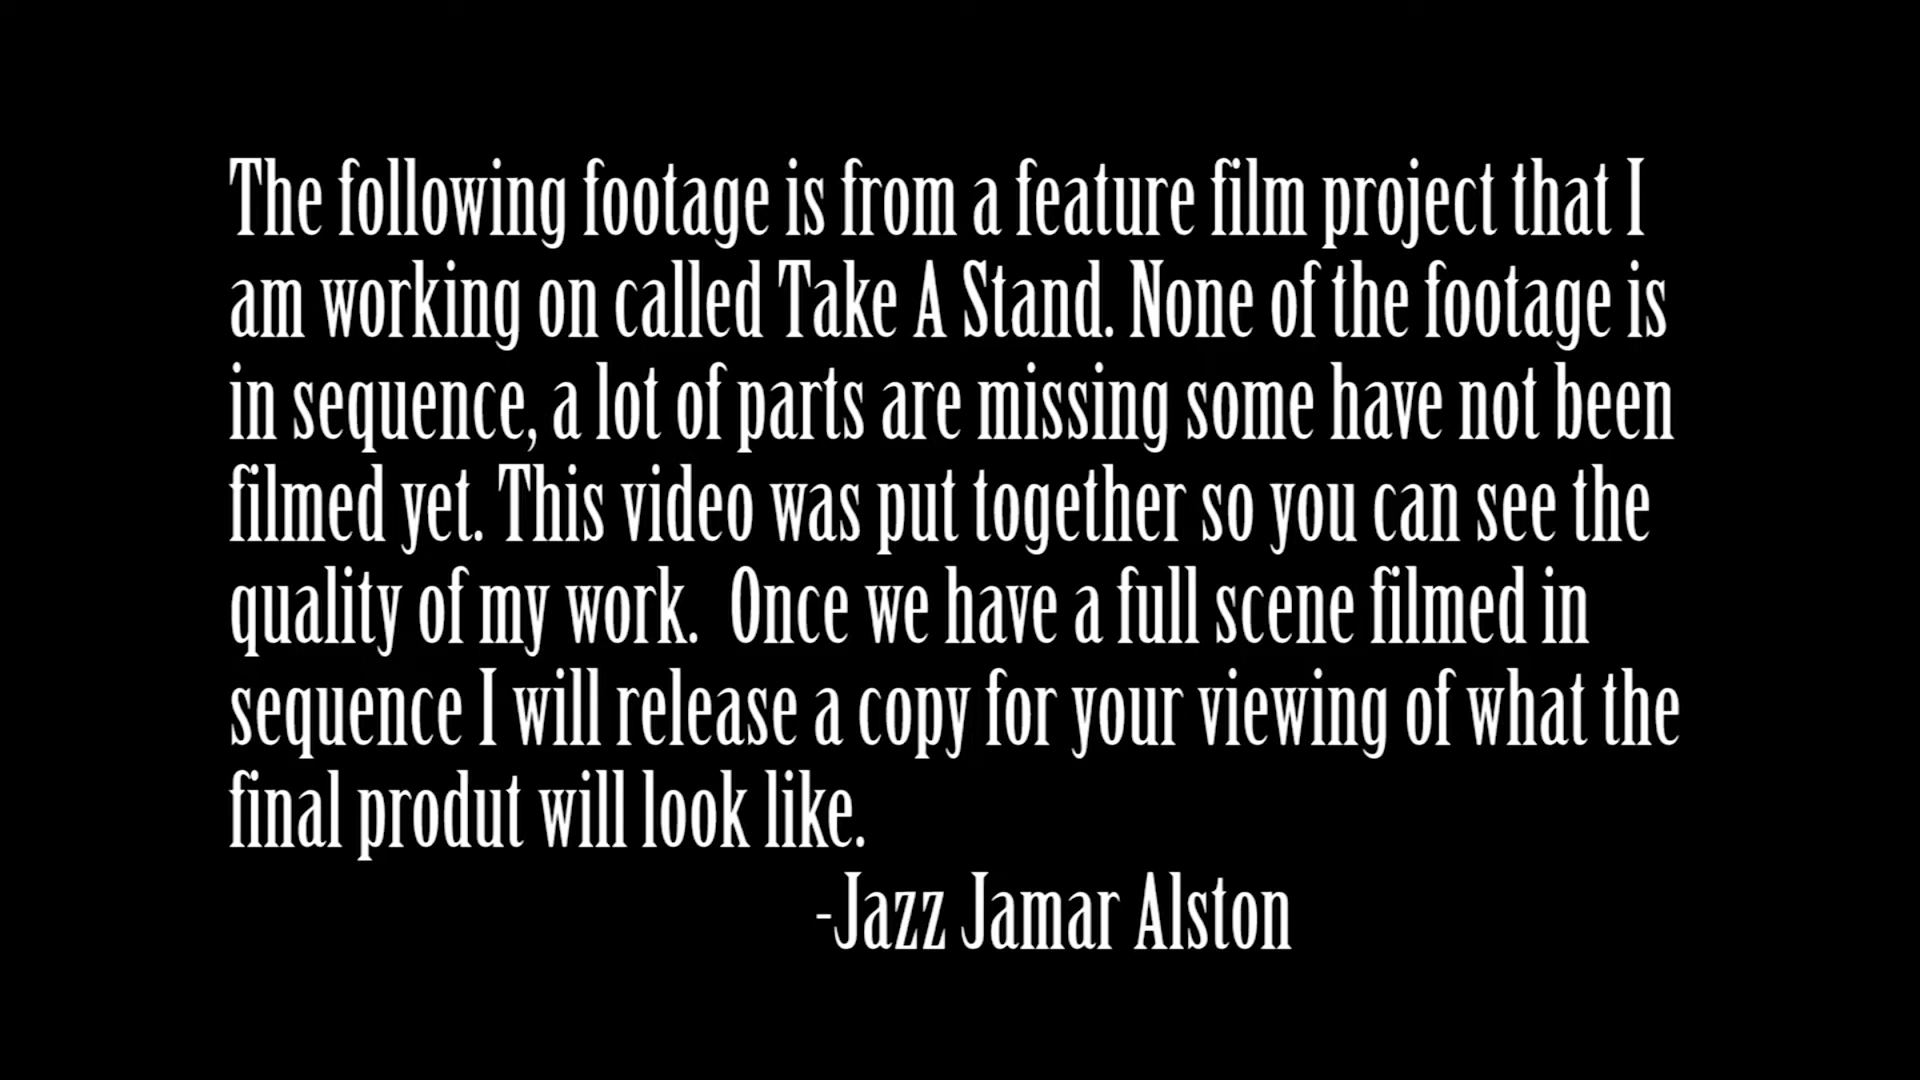 The following footage is from a feature film project that I
am working on called Take A Stand. None of the footage is
in sequence, a lot of parts are missing some have not been
filmed yet. This video was put together so you can see the
quality of my work.  Once we have a full scene filmed in
sequence I will release a copy for your viewing of what the
final produt will look like.
-Jazz Jamar Alston